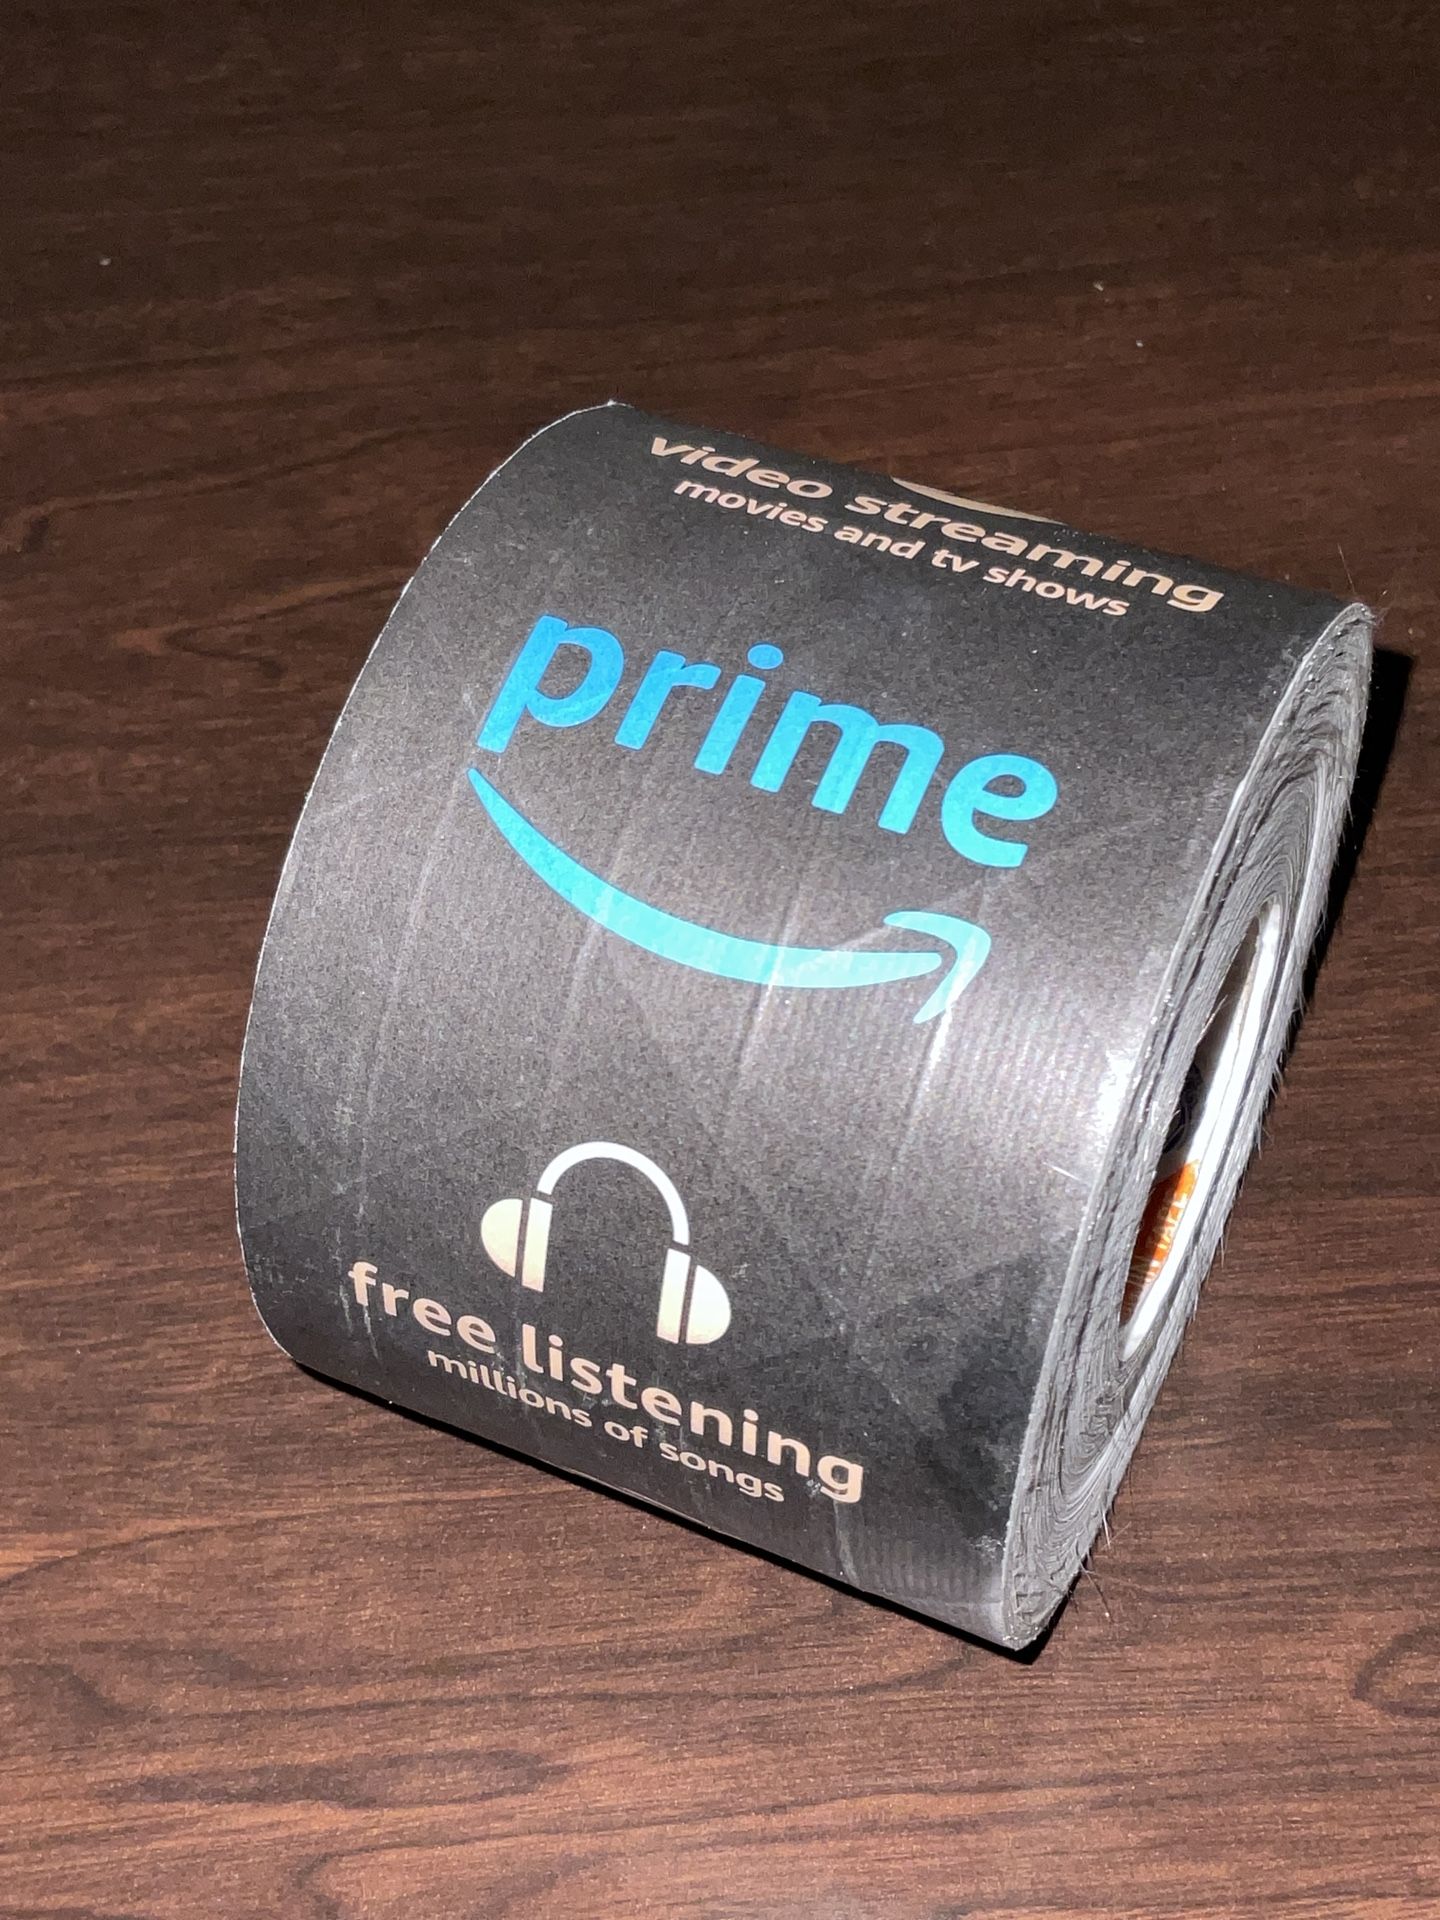 video streaming
movies and tv shows
prime
free listening
millions of songs